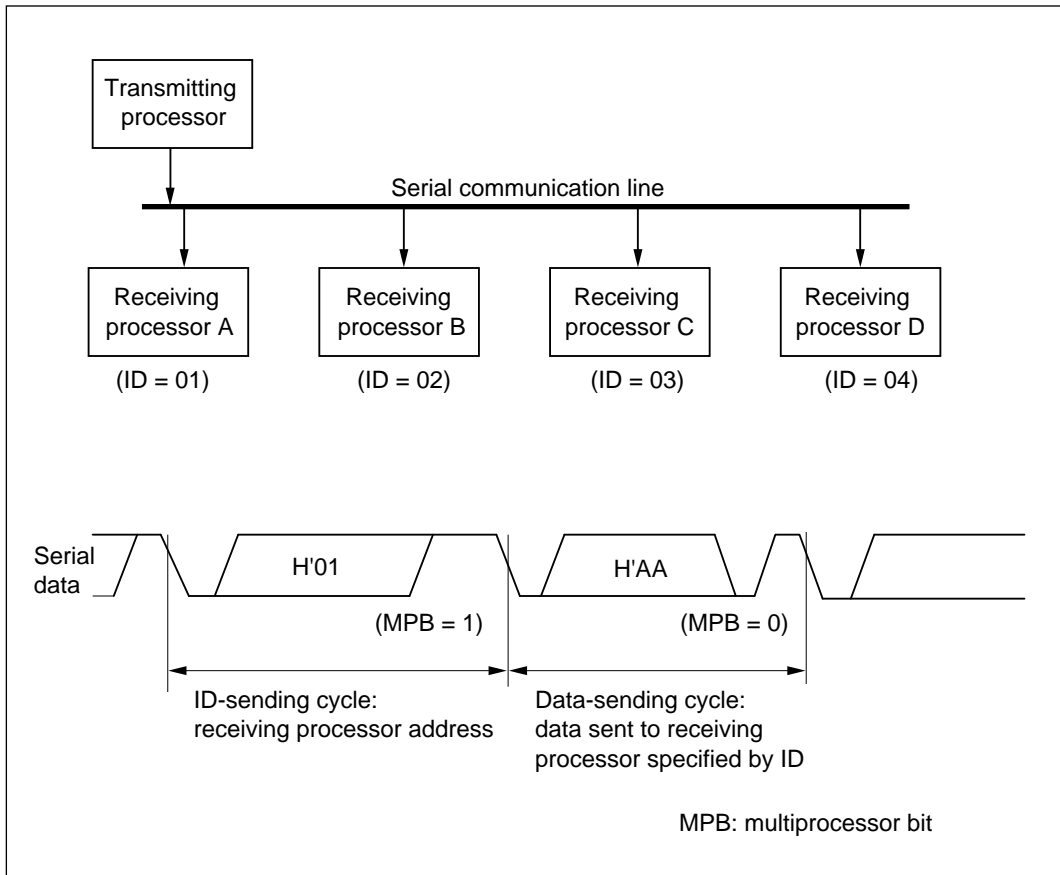 Transmitting
processor
Serial communication line
Receiving
processor A
Receiving
processor B
Receiving
processor C
Receiving
processor D
(ID = 01)
(ID = 02)
(ID = 03)
(ID = 04)
Serial
data
H'01
H'AA
(MPB = 1)
(MPB = 0)
ID-sending cycle:
receiving processor address
Data-sending cycle:
data sent to receiving
processor specified by ID
MPB: multiprocessor bit